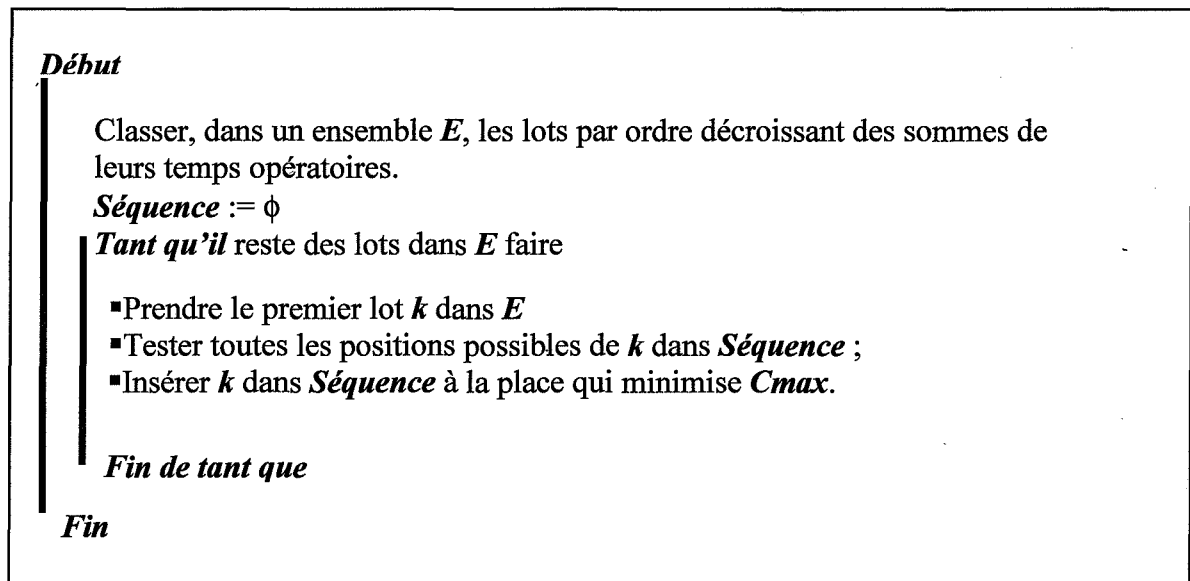 Début
Classer, dans un ensemble E, les lots par ordre décroissant des sommes de
leurs temps opératoires.
Séquence := ϕ
Tant qu'il reste des lots dans E faire
▪Prendre le premier lot k dans E
▪Tester toutes les positions possibles de k dans Séquence ;
▪Insérer k dans Séquence à la place qui minimise Cmax.
Fin de tant que
Fin